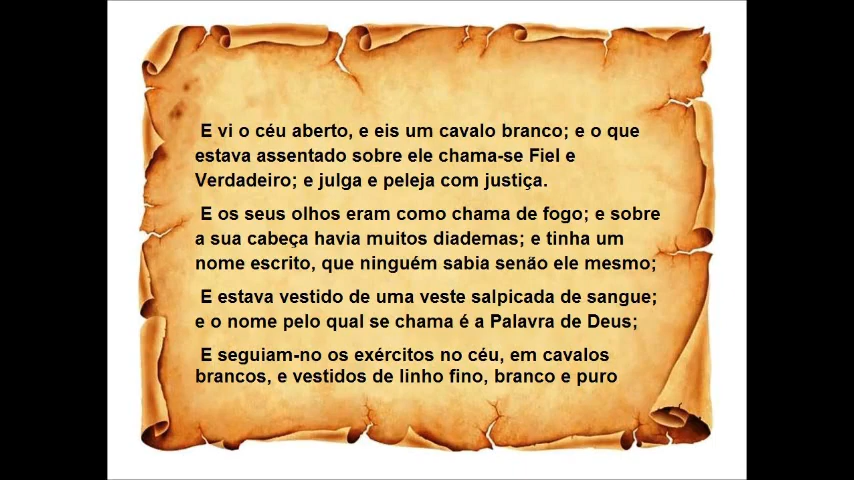 E vi o céu aberto, e eis um cavalo branco; e o que
estava assentado sobre ele chama-se Fiel e
Verdadeiro; e julga e peleja com justiça.
E os seus olhos eram como chama de fogo; e sobre
a sua cabeça havia muitos diademas; e tinha um
nome escrito, que ninguém sabia senão ele mesmo;
E estava vestido de uma veste salpicada de sangue;
e o nome pelo qual se chama é a Palavra de Deus;
E seguiam-no os exércitos no céu, em cavalos
brancos, e vestidos de linho fino, branco e puro